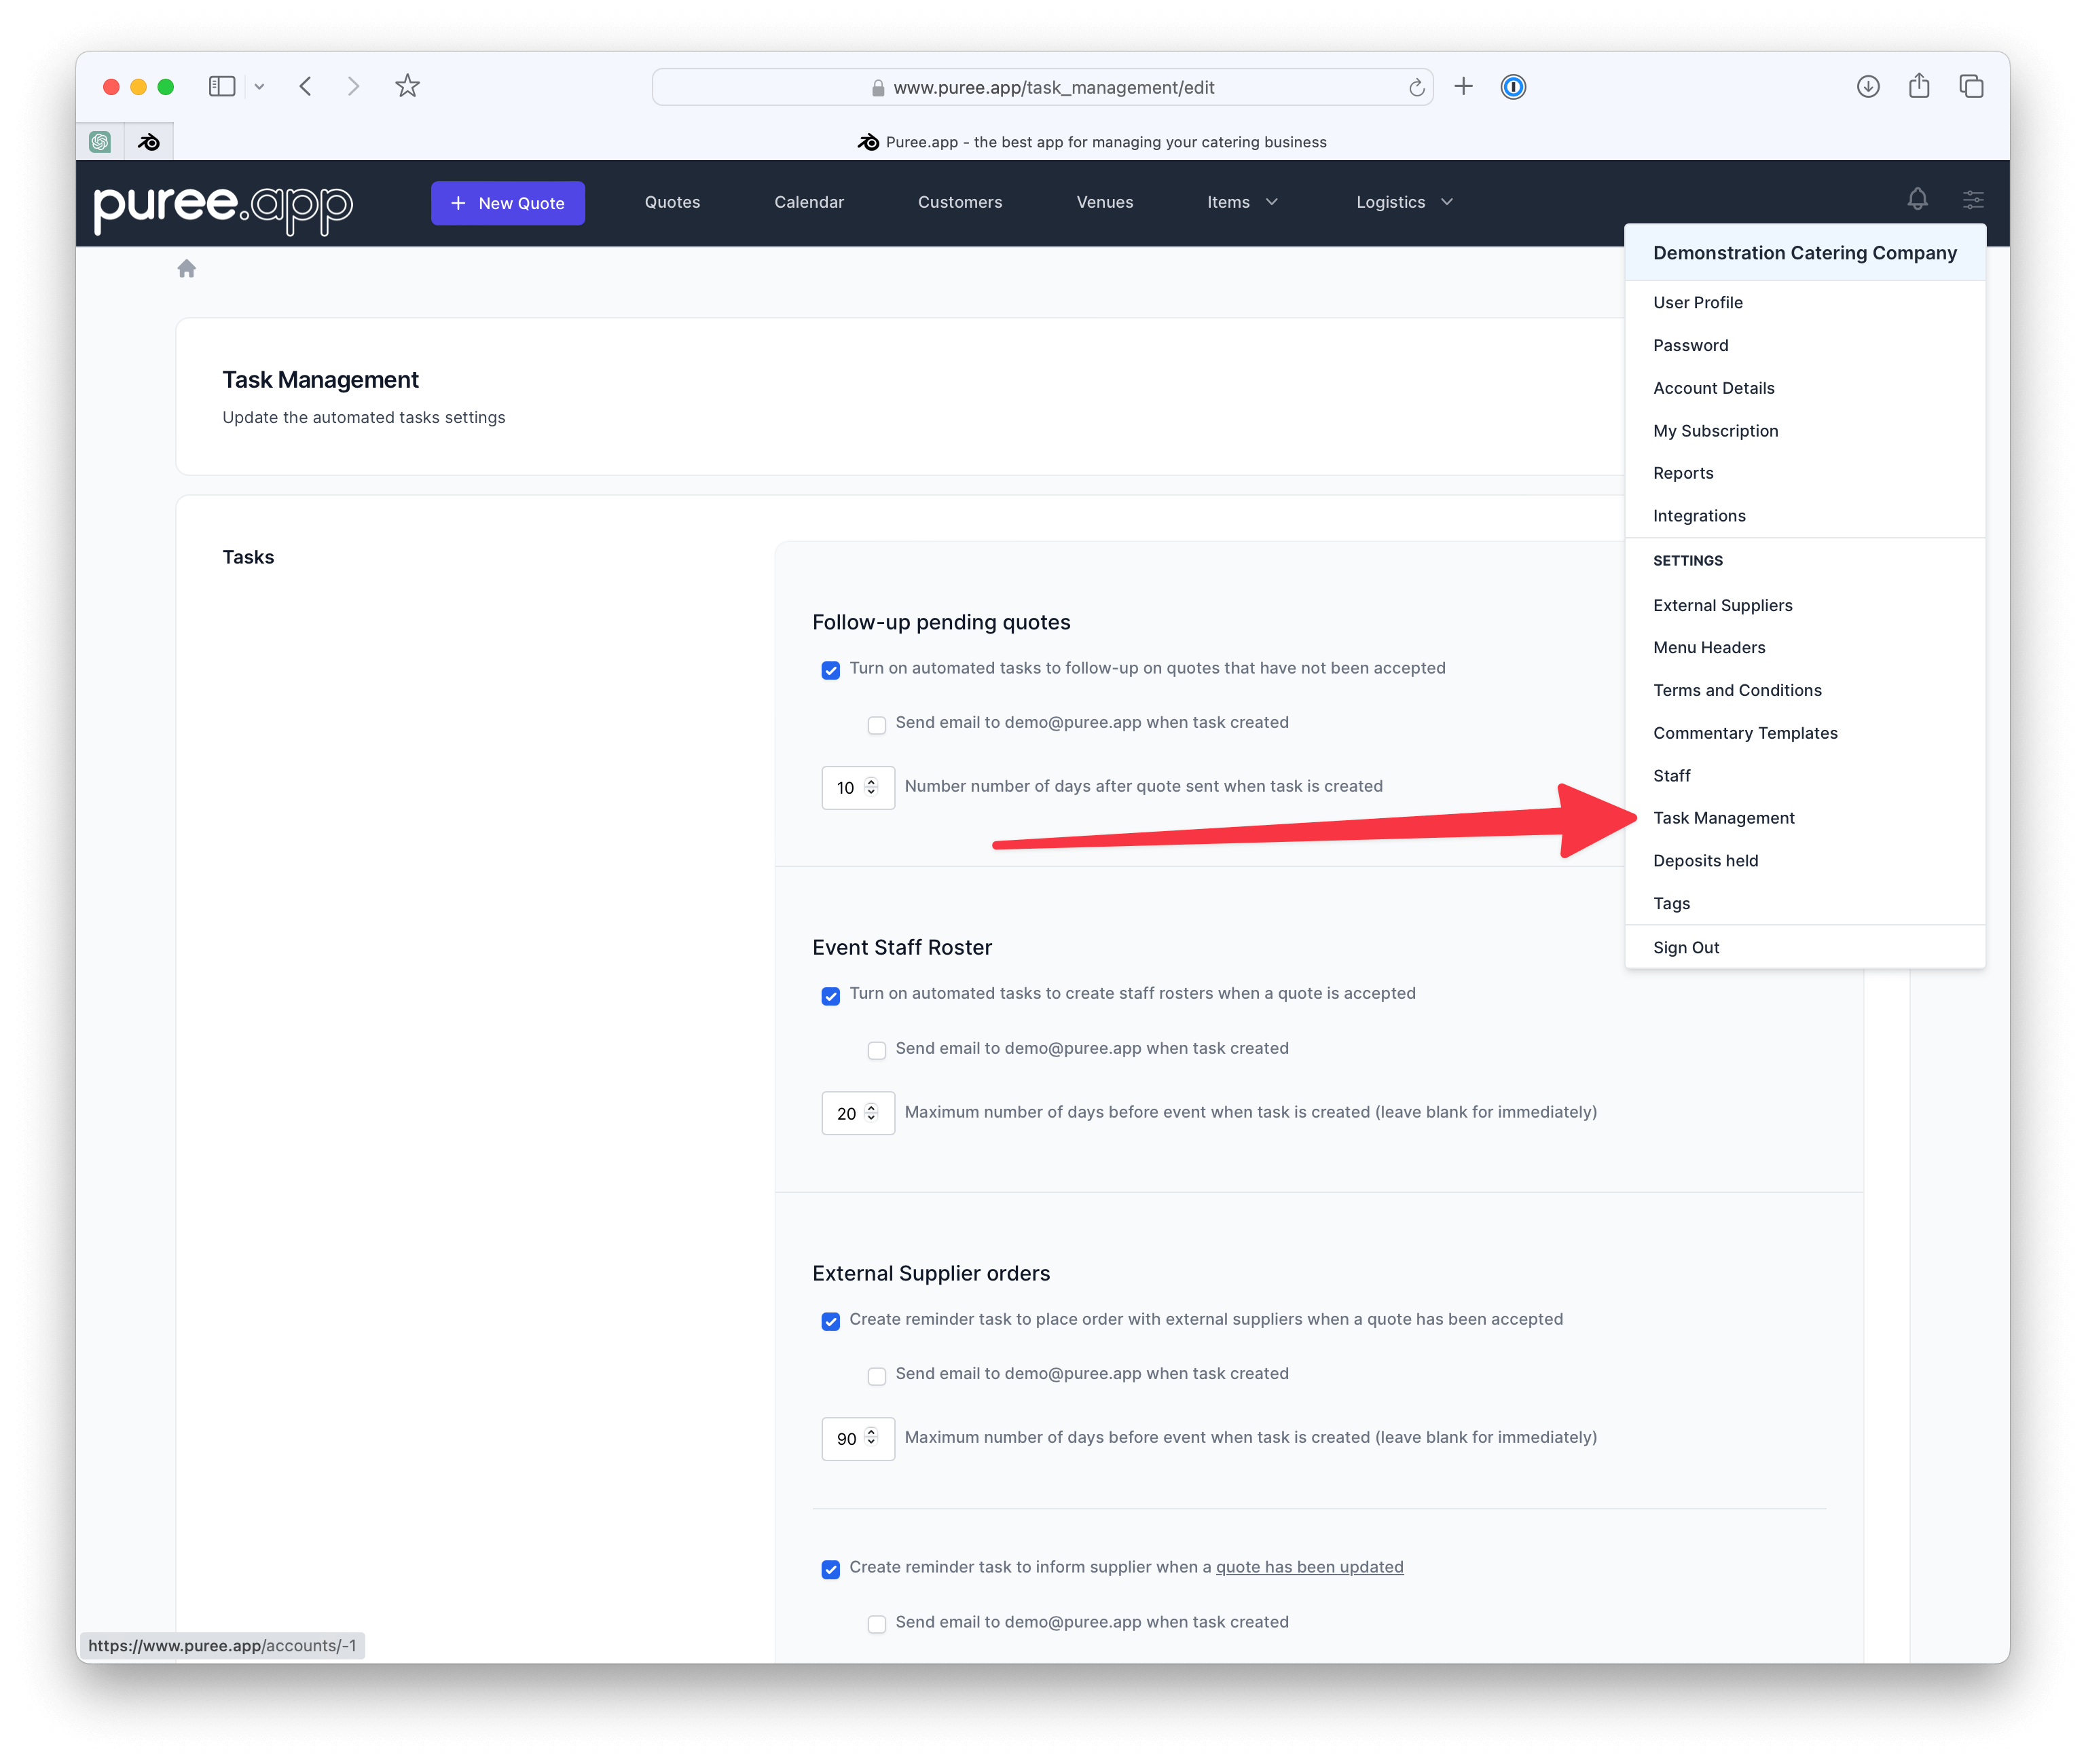 www.puree.app/task_management/edit
Puree.app - the best app for managing your catering business
puree.app
New Quote
Quotes
Calendar
Customers
Venues
Items
Logistics
Demonstration Catering Company
User Profile
Password
Account Details
My Subscription
Reports
Integrations
SETTINGS
External Suppliers
Menu Headers
Terms and Conditions
Commentary Templates
Staff
Task Management
Deposits held
Tags
Sign Out
Task Management
Update the automated tasks settings
Tasks
Follow-up pending quotes
Turn on automated tasks to follow-up on quotes that have not been accepted
Send email to demo@puree.app when task created
10 Number number of days after quote sent when task is created
Event Staff Roster
Turn on automated tasks to create staff rosters when a quote is accepted
Send email to demo@puree.app when task created
20 Maximum number of days before event when task is created (leave blank for immediately)
External Supplier orders
Create reminder task to place order with external suppliers when a quote has been accepted
Send email to demo@puree.app when task created
90 Maximum number of days before event when task is created (leave blank for immediately)
Create reminder task to inform supplier when a quote has been updated
Send email to demo@puree.app when task created
https://www.puree.app/accounts/-1